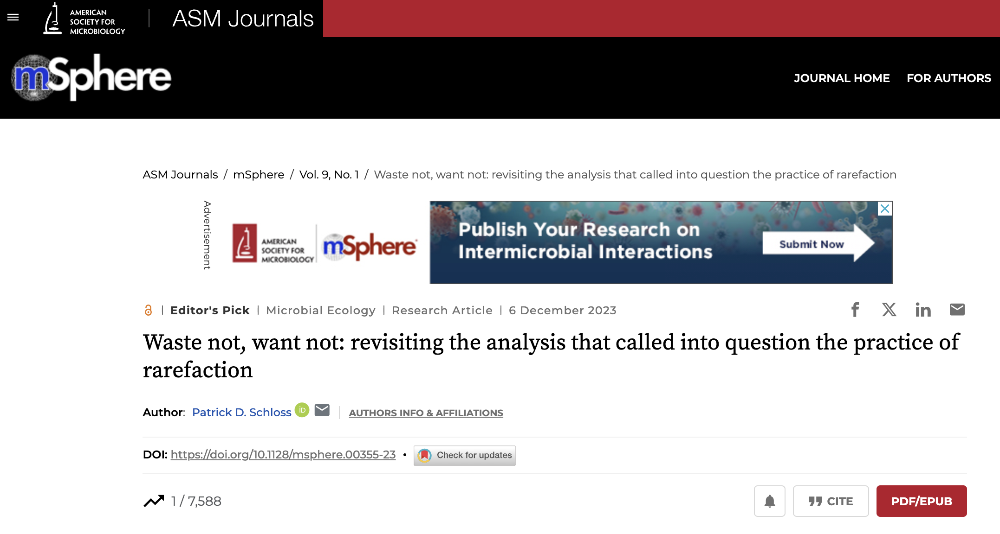 AMERICAN
SOCIETY FOR
MICROBIOLOGY
ASM Journals
mSphere
JOURNAL HOME FOR AUTHORS
ASM Journals / mSphere / Vol. 9, No. 1 / Waste not, want not: revisiting the analysis that called into question the practice of rarefaction
Advertisement
AMERICAN
SOCIETY FOR
MICROBIOLOGY
mSphere
Publish Your Research on
Intermicrobial Interactions
Submit Now
| Editor's Pick | Microbial Ecology | Research Article | 6 December 2023
Waste not, want not: revisiting the analysis that called into question the practice of
rarefaction
Author: Patrick D. Schloss iD | AUTHORS INFO & AFFILIATIONS
DOI: https://doi.org/10.1128/msphere.00355-23 • Check for updates
1 / 7,588
CITE
PDF/EPUB